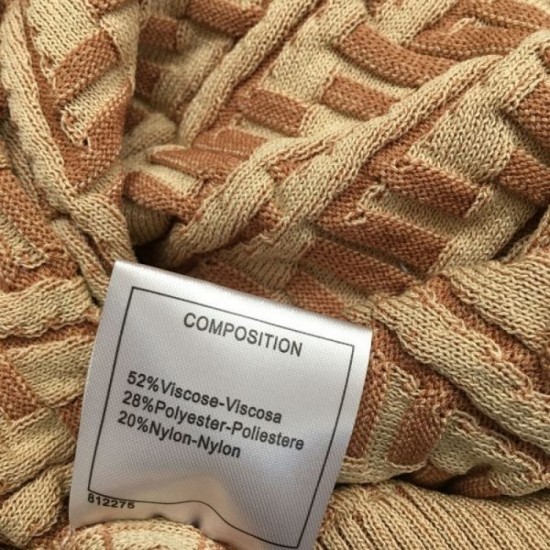 COMPOSITION
52%Viscose-Viscosa
28%Polyester-Poliestere
20%Nylon-Nylon
812275